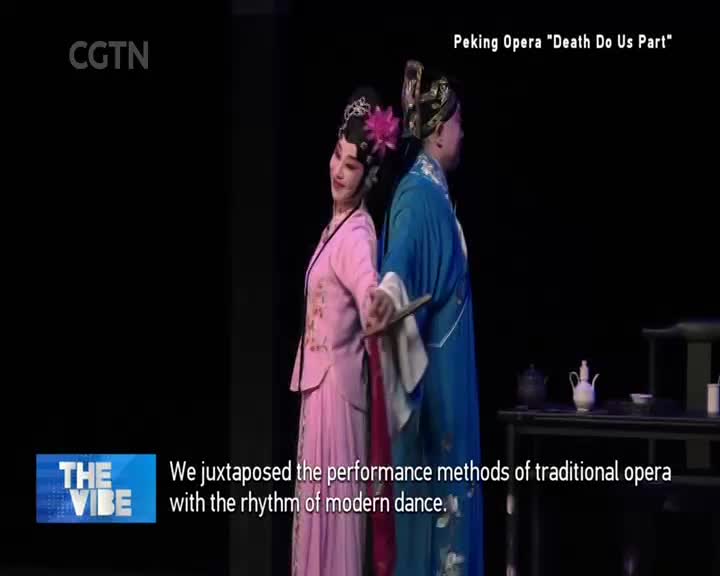 CGTN
Peking Opera "Death Do Us Part"
THE
VIBE
We juxtaposed the performance methods of traditional opera
with the rhythm of modern dance.